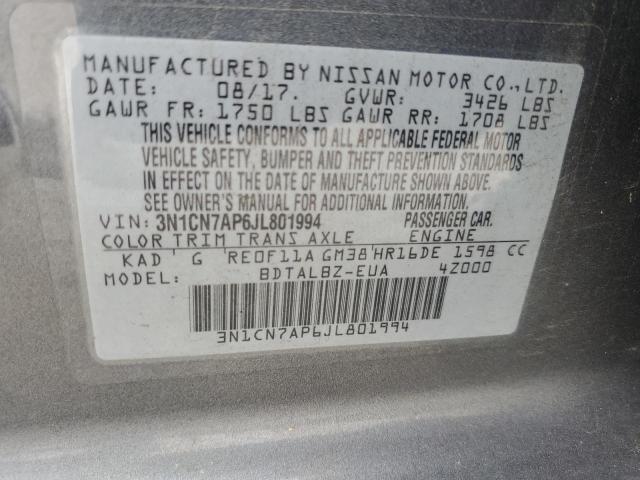 MANUFACTURED BY NISSAN MOTOR CO., LTD.
DATE: 08/17. GVWR: 3426 LBS
GAWR FR: 1750 LBS GAWR RR: 1708 LBS
THIS VEHICLE CONFORMS TO ALL APPLICABLE FEDERAL MOTOR
VEHICLE SAFETY, BUMPER AND THEFT PREVENTION STANDARDS
IN EFFECT ON THE DATE OF MANUFACTURE SHOWN ABOVE.
SEE OWNER'S MANUAL FOR ADDITIONAL INFORMATION.
VIN: 3N1CN7AP6JL801994 PASSENGER CAR.
COLOR TRIM TRANS AXLE ENGINE
KAD G RE0F11A GM38 HR16DE 1598 CC
MODEL: BDTALBZ-EUA 4Z000
3N1CN7AP6JL801994